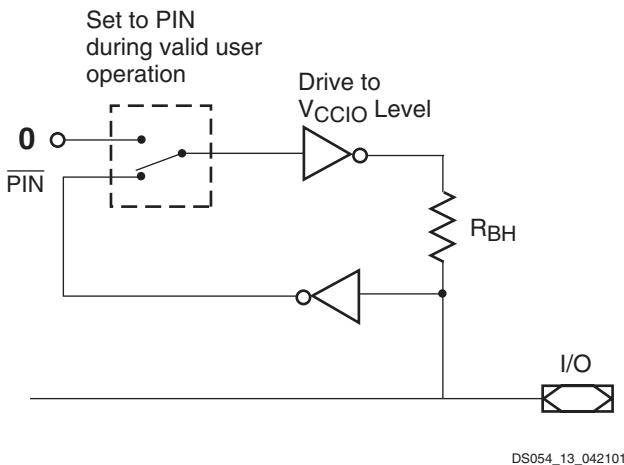 Set to PIN
during valid user
operation
Drive to
VCCIO Level
0
PIN
RBH
I/O
DS054_13_042101